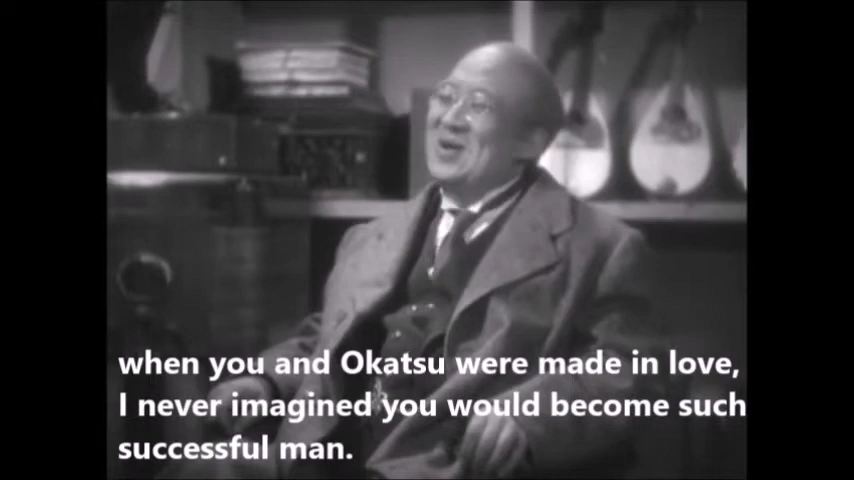 when you and Okatsu were made in love,
I never imagined you would become such
successful man.